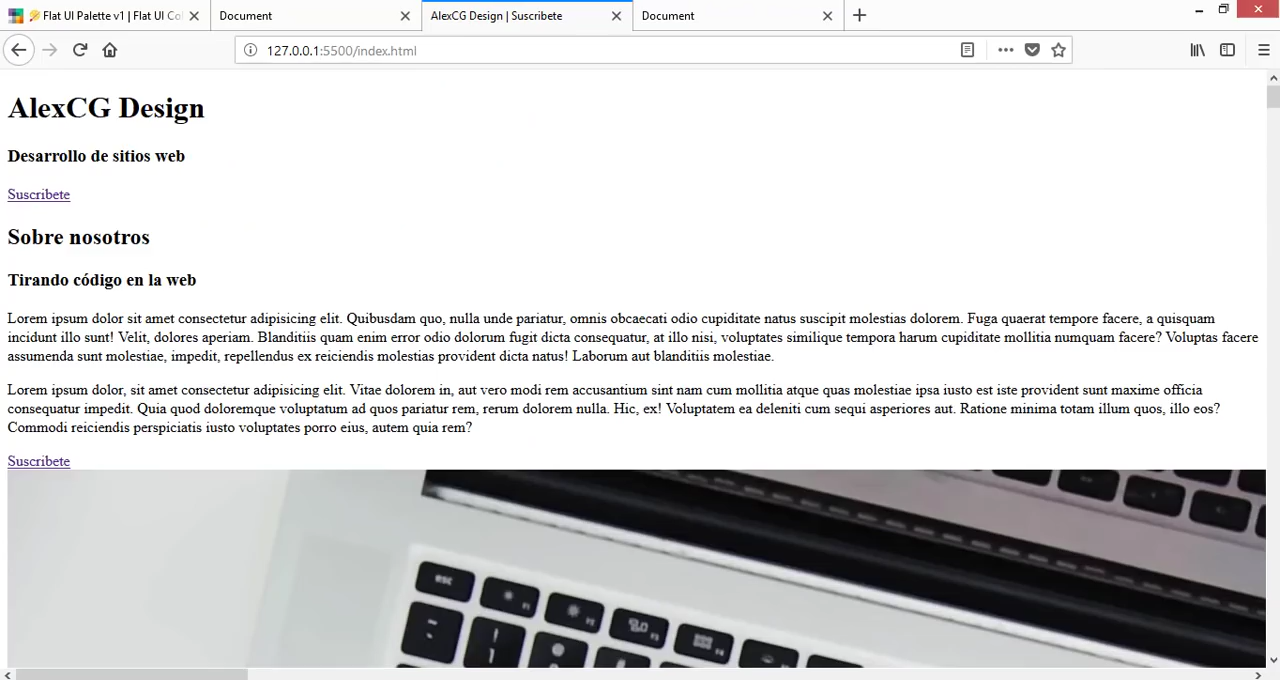 Flat UI Palette v1 | Flat UI Co
Document
AlexCG Design | Suscribete
Document
127.0.0.1:5500/index.html
AlexCG Design
Desarrollo de sitios web
Suscribete
Sobre nosotros
Tirando código en la web
Lorem ipsum dolor sit amet consectetur adipisicing elit. Quibusdam quo, nulla unde pariatur, omnis obcaecati odio cupiditate natus suscipit molestias dolorem. Fuga quaerat tempore facere, a quisquam
incidunt illo sunt! Velit, dolores aperiam. Blanditiis quam enim error odio dolorum fugit dicta consequatur, at illo nisi, voluptates similique tempora harum cupiditate mollitia numquam facere? Voluptas facere
assumenda sunt molestiae, impedit, repellendus ex reiciendis molestias provident dicta natus! Laborum aut blanditiis molestiae.
Lorem ipsum dolor, sit amet consectetur adipisicing elit. Vitae dolorem in, aut vero modi rem accusantium sint nam cum mollitia atque quas molestiae ipsa iusto est iste provident sunt maxime officia
consequatur impedit. Quia quod doloremque voluptatum ad quos pariatur rem, rerum dolorem nulla. Hic, ex! Voluptatem ea deleniti cum sequi asperiores aut. Ratione minima totam illum quos, illo eos?
Commodi reiciendis perspiciatis iusto voluptates porro eius, autem quia rem?
Suscribete
esc